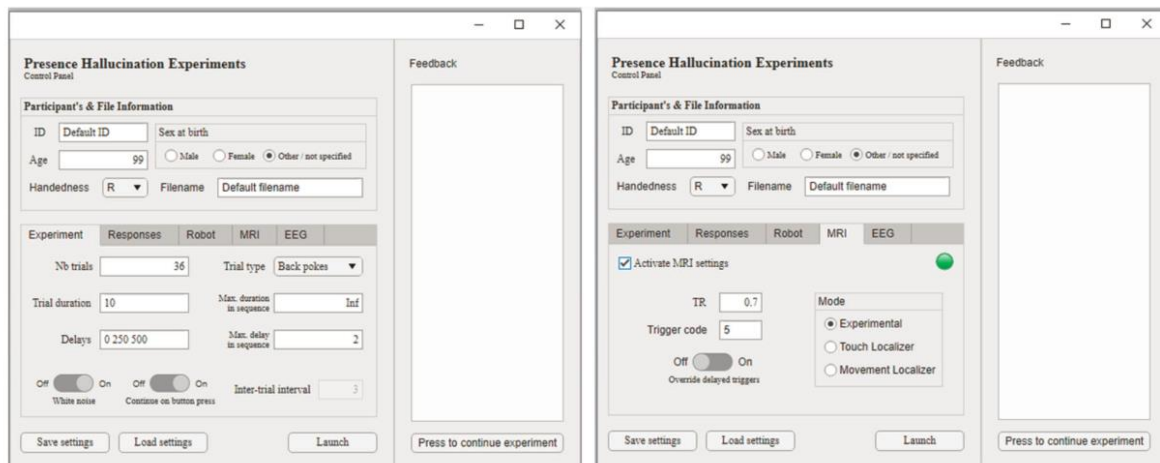 Presence Hallucination Experiments
Control Panel
Participant's & File Information
ID Default ID Sex at birth
Age 99 Male Female Other / not specified
Handedness R Filename Default filename
Experiment Responses Robot MRI EEG
Nb trials 36 Trial type Back pokes
Trial duration 10 Max. duration in sequence Inf
Delays 0 250 500 Max. delay in sequence 2
Off On Off On Inter-trial interval 3
White noise Continue on button press
Save settings Load settings Launch
Feedback
Press to continue experiment
Presence Hallucination Experiments
Control Panel
Participant's & File Information
ID Default ID Sex at birth
Age 99 Male Female Other / not specified
Handedness R Filename Default filename
Experiment Responses Robot MRI EEG
Activate MRI settings
TR 0.7 Mode
Trigger code 5 Experimental
Touch Localizer
Off On Movement Localizer
Override delayed triggers
Save settings Load settings Launch
Feedback
Press to continue experiment